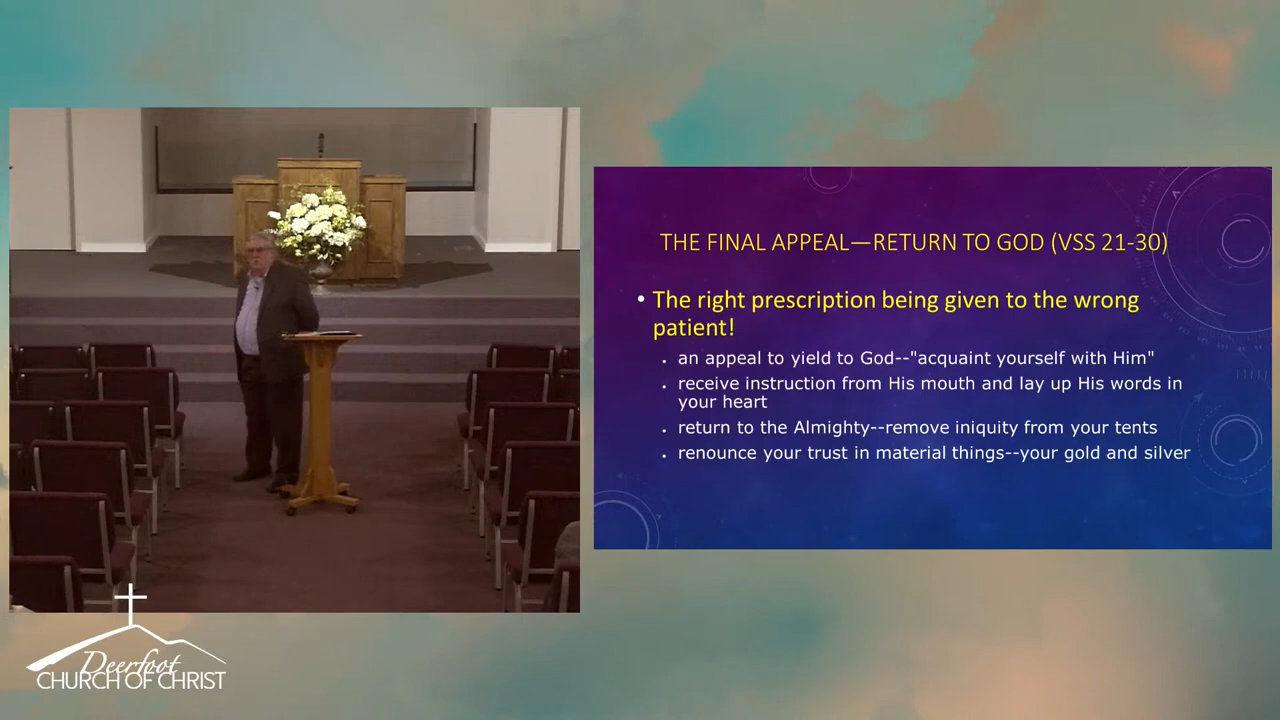 THE FINAL APPEAL—RETURN TO GOD (VSS 21-30)
• The right prescription being given to the wrong
patient!
• an appeal to yield to God--"acquaint yourself with Him"
• receive instruction from His mouth and lay up His words in
your heart
• return to the Almighty--remove iniquity from your tents
• renounce your trust in material things--your gold and silver
Deerfoot
CHURCH OF CHRIST